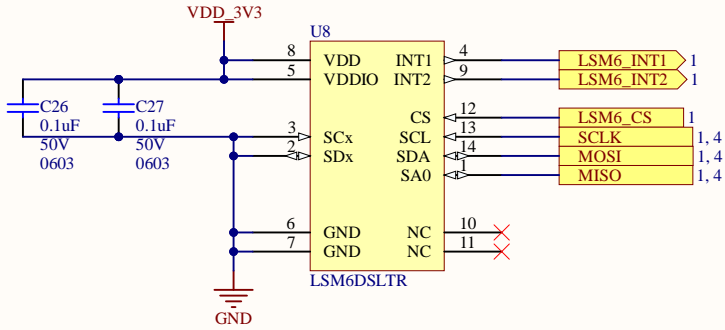 VDD_3V3
U8
8 VDD INT1 4 LSM6_INT1 1
5 VDDIO INT2 9 LSM6_INT2 1
C26 C27
0.1uF 0.1uF
50V 50V
0603 0603
CS 12 LSM6_CS 1
3 SCx SCL 13 SCLK 1, 4
2 SDx SDA 14 MOSI 1, 4
SA0 1 MISO 1, 4
6 GND NC 10
7 GND NC 11
LSM6DSLTR
GND